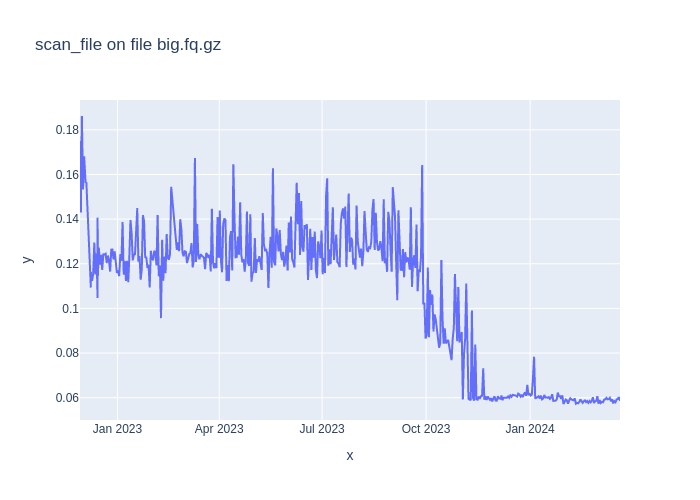 scan_file on file big.fq.gz
0.18
0.16
0.14
0.12
0.1
0.08
0.06
y
Jan 2023
Apr 2023
Jul 2023
Oct 2023
Jan 2024
x